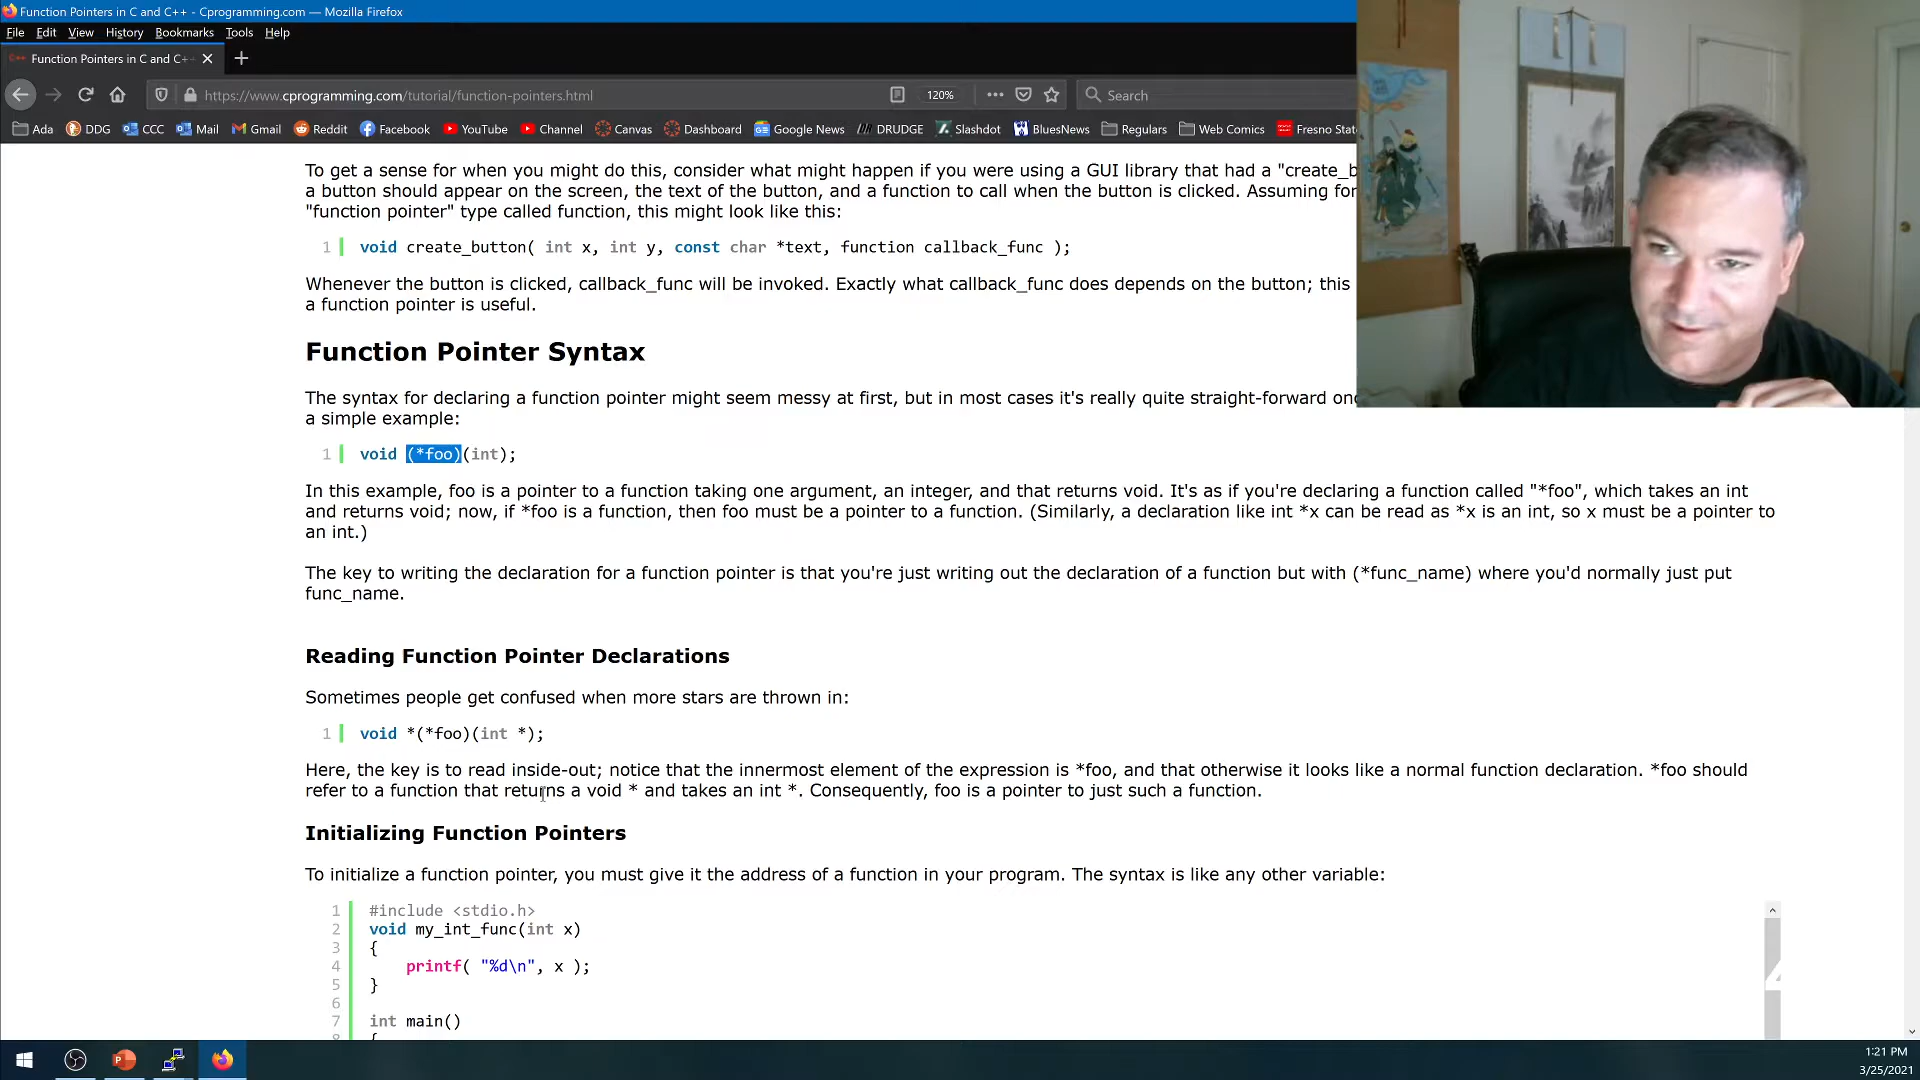 Function Pointers in C and C++ - Cprogramming.com — Mozilla Firefox
File Edit View History Bookmarks Tools Help
Function Pointers in C and C++
https://www.cprogramming.com/tutorial/function-pointers.html 120% Search
Ada DDG CCC Mail Gmail Reddit Facebook YouTube Channel Canvas Dashboard Google News DRUDGE Slashdot BluesNews Regulars Web Comics Fresno Stat
To get a sense for when you might do this, consider what might happen if you were using a GUI library that had a "create_b
a button should appear on the screen, the text of the button, and a function to call when the button is clicked. Assuming for
"function pointer" type called function, this might look like this:
1 void create_button( int x, int y, const char *text, function callback_func );
Whenever the button is clicked, callback_func will be invoked. Exactly what callback_func does depends on the button; this
a function pointer is useful.
Function Pointer Syntax
The syntax for declaring a function pointer might seem messy at first, but in most cases it's really quite straight-forward onc
a simple example:
1 void (*foo)(int);
In this example, foo is a pointer to a function taking one argument, an integer, and that returns void. It's as if you're declaring a function called "*foo", which takes an int
and returns void; now, if *foo is a function, then foo must be a pointer to a function. (Similarly, a declaration like int *x can be read as *x is an int, so x must be a pointer to
an int.)
The key to writing the declaration for a function pointer is that you're just writing out the declaration of a function but with (*func_name) where you'd normally just put
func_name.
Reading Function Pointer Declarations
Sometimes people get confused when more stars are thrown in:
1 void *(*foo)(int *);
Here, the key is to read inside-out; notice that the innermost element of the expression is *foo, and that otherwise it looks like a normal function declaration. *foo should
refer to a function that returns a void * and takes an int *. Consequently, foo is a pointer to just such a function.
Initializing Function Pointers
To initialize a function pointer, you must give it the address of a function in your program. The syntax is like any other variable:
1 #include <stdio.h>
2 void my_int_func(int x)
3 {
4 printf( "%d\n", x );
5 }
6
7 int main()
8 {
1:21 PM
3/25/2021